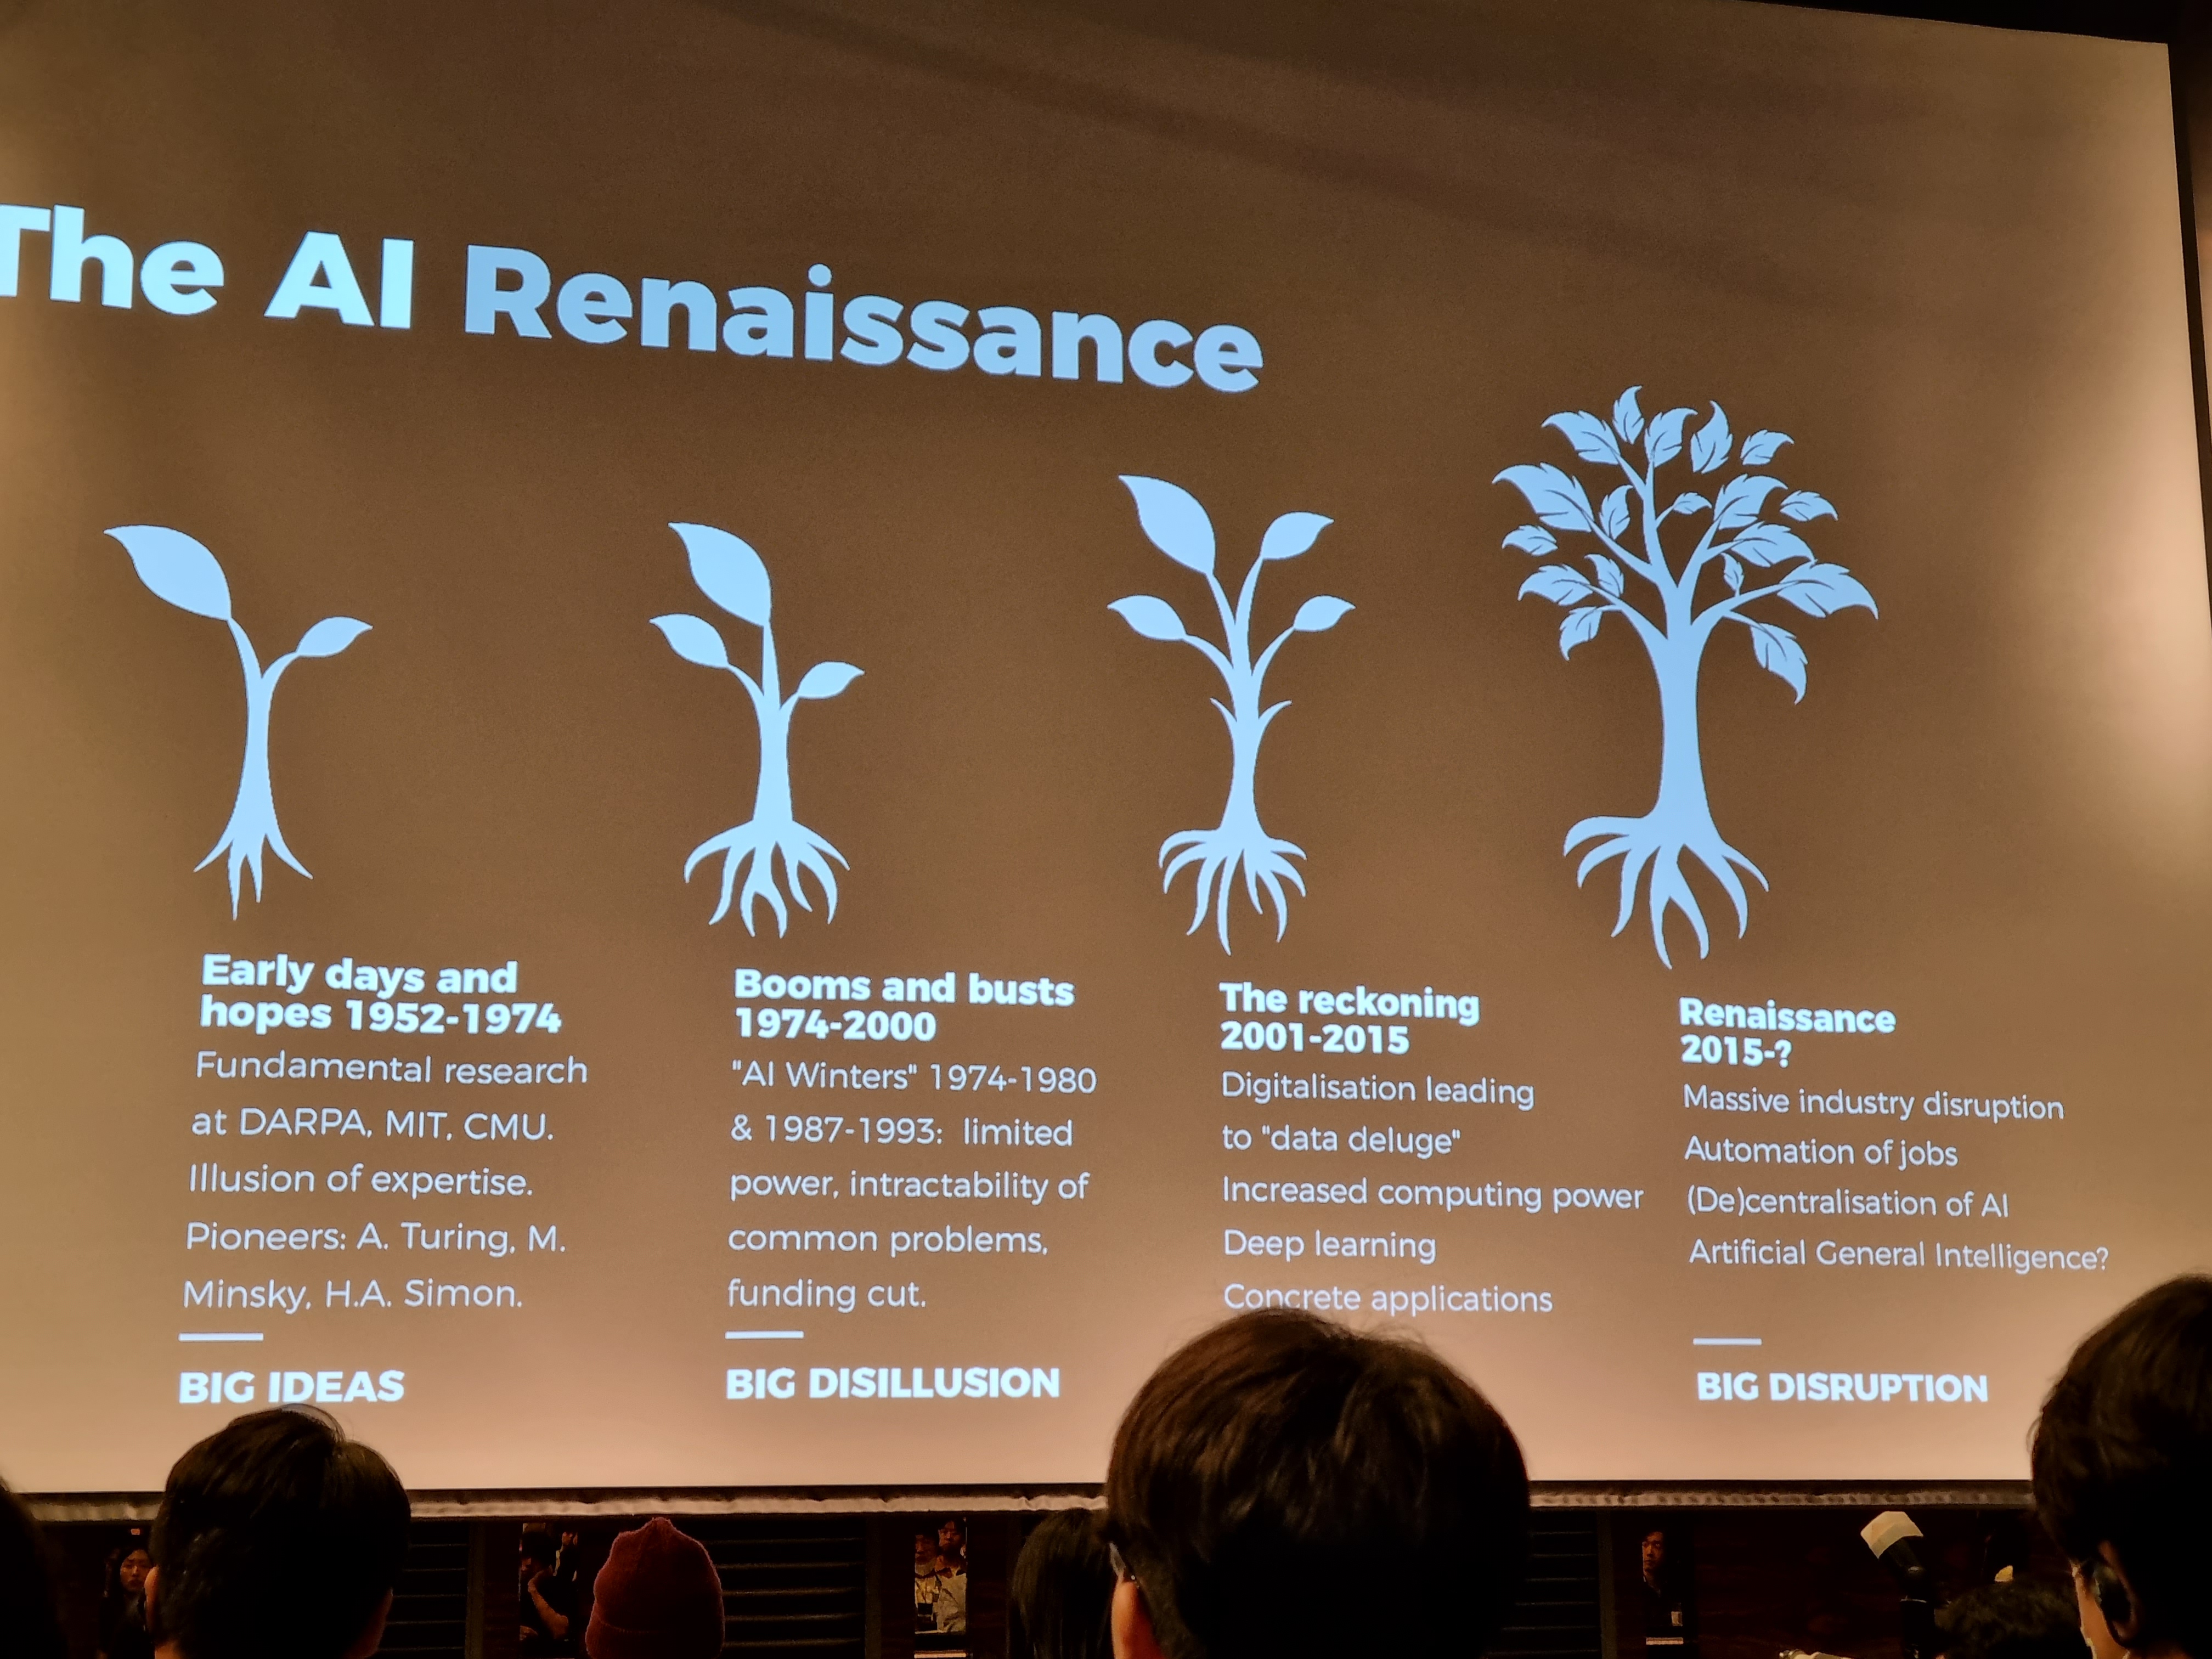 The AI Renaissance
Early days and
hopes 1952-1974
Fundamental research
at DARPA, MIT, CMU.
Illusion of expertise.
Pioneers: A. Turing, M.
Minsky, H.A. Simon.
BIG IDEAS
Booms and busts
1974-2000
"AI Winters" 1974-1980
& 1987-1993: limited
power, intractability of
common problems,
funding cut.
BIG DISILLUSION
The reckoning
2001-2015
Digitalisation leading
to "data deluge"
Increased computing power
Deep learning
Concrete applications
Renaissance
2015-?
Massive industry disruption
Automation of jobs
(De)centralisation of AI
Artificial General Intelligence?
BIG DISRUPTION